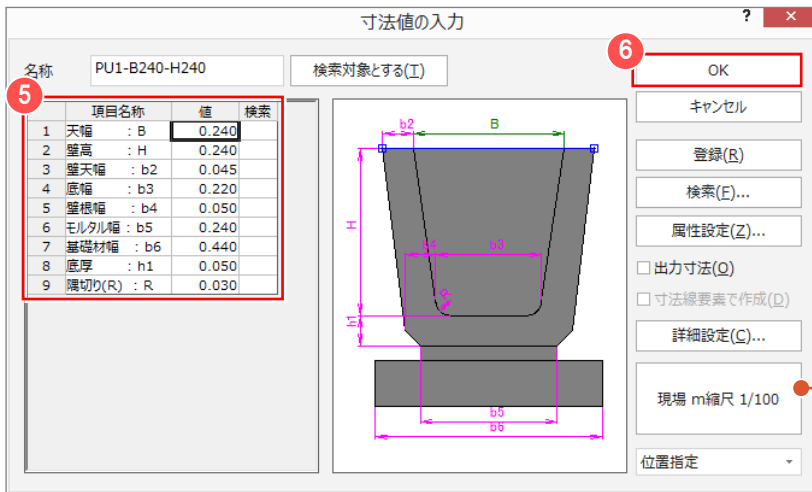 寸法値の入力
? ×
名称 PU1-B240-H240 検索対象とする(T)
6
OK
5
キャンセル
項目名称 値 検索
1 天幅 : B 0.240
2 壁高 : H 0.240
3 壁天幅 : b2 0.045
4 底幅 : b3 0.220
5 壁根幅 : b4 0.050
6 モルタル幅 : b5 0.240
7 基礎材幅 : b6 0.440
8 底厚 : h1 0.050
9 隅切り(R) : R 0.030
b2 B
H
b4 b3
R
h1
b5
b6
登録(R)
検索(F)...
属性設定(Z)...
出力寸法(O)
寸法線要素で作成(D)
詳細設定(C)...
現場 m縮尺 1/100
位置指定